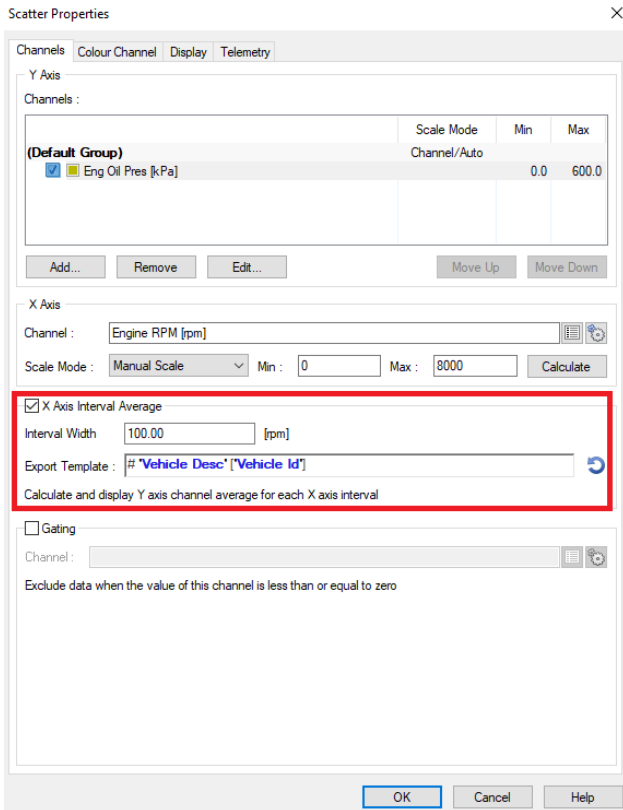 Scatter Properties
Channels Colour Channel Display Telemetry
Y Axis
Channels :
Scale Mode Min Max
(Default Group) Channel/Auto
Eng Oil Pres [kPa] 0.0 600.0
Add... Remove Edit... Move Up Move Down
X Axis
Channel : Engine RPM [rpm]
Scale Mode : Manual Scale Min : 0 Max : 8000 Calculate
X Axis Interval Average
Interval Width 100.00 [rpm]
Export Template : # 'Vehicle Desc' ['Vehicle Id']
Calculate and display Y axis channel average for each X axis interval
Gating
Channel :
Exclude data when the value of this channel is less than or equal to zero
OK Cancel Help